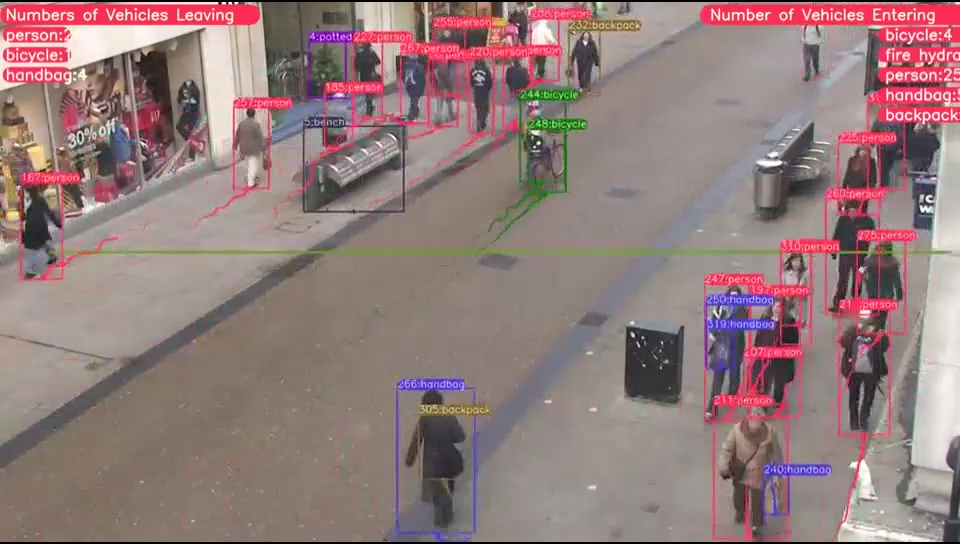 Numbers of Vehicles Leaving
person:2
bicycle:1
handbag:4
Numbers of Vehicles Entering
bicycle:4
fire hydra
person:25
handbag:
backpack:
255:person
268:person
232:backpack
4:potted
227:person
267:person
220:person
185:person
244:bicycle
257:person
5:bench
248:bicycle
30% off
225:person
167:person
260:person
276:person
310:person
247:person
197:person
250:handbag
21
:person
319:handbag
207:person
266:handbag
211:person
305:backpack
240:handbag